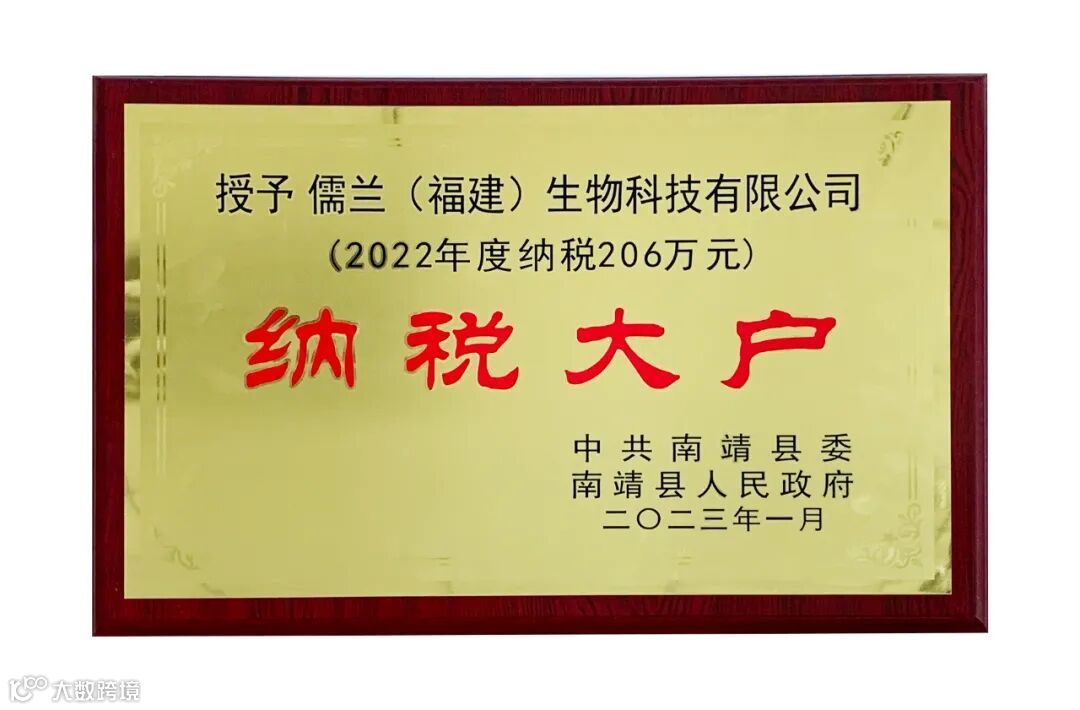 授予 儒兰（福建）生物科技有限公司
(2022年度纳税206万元)
纳税大户
中共南靖县委
南靖县人民政府
二〇二三年一月
大数跨境